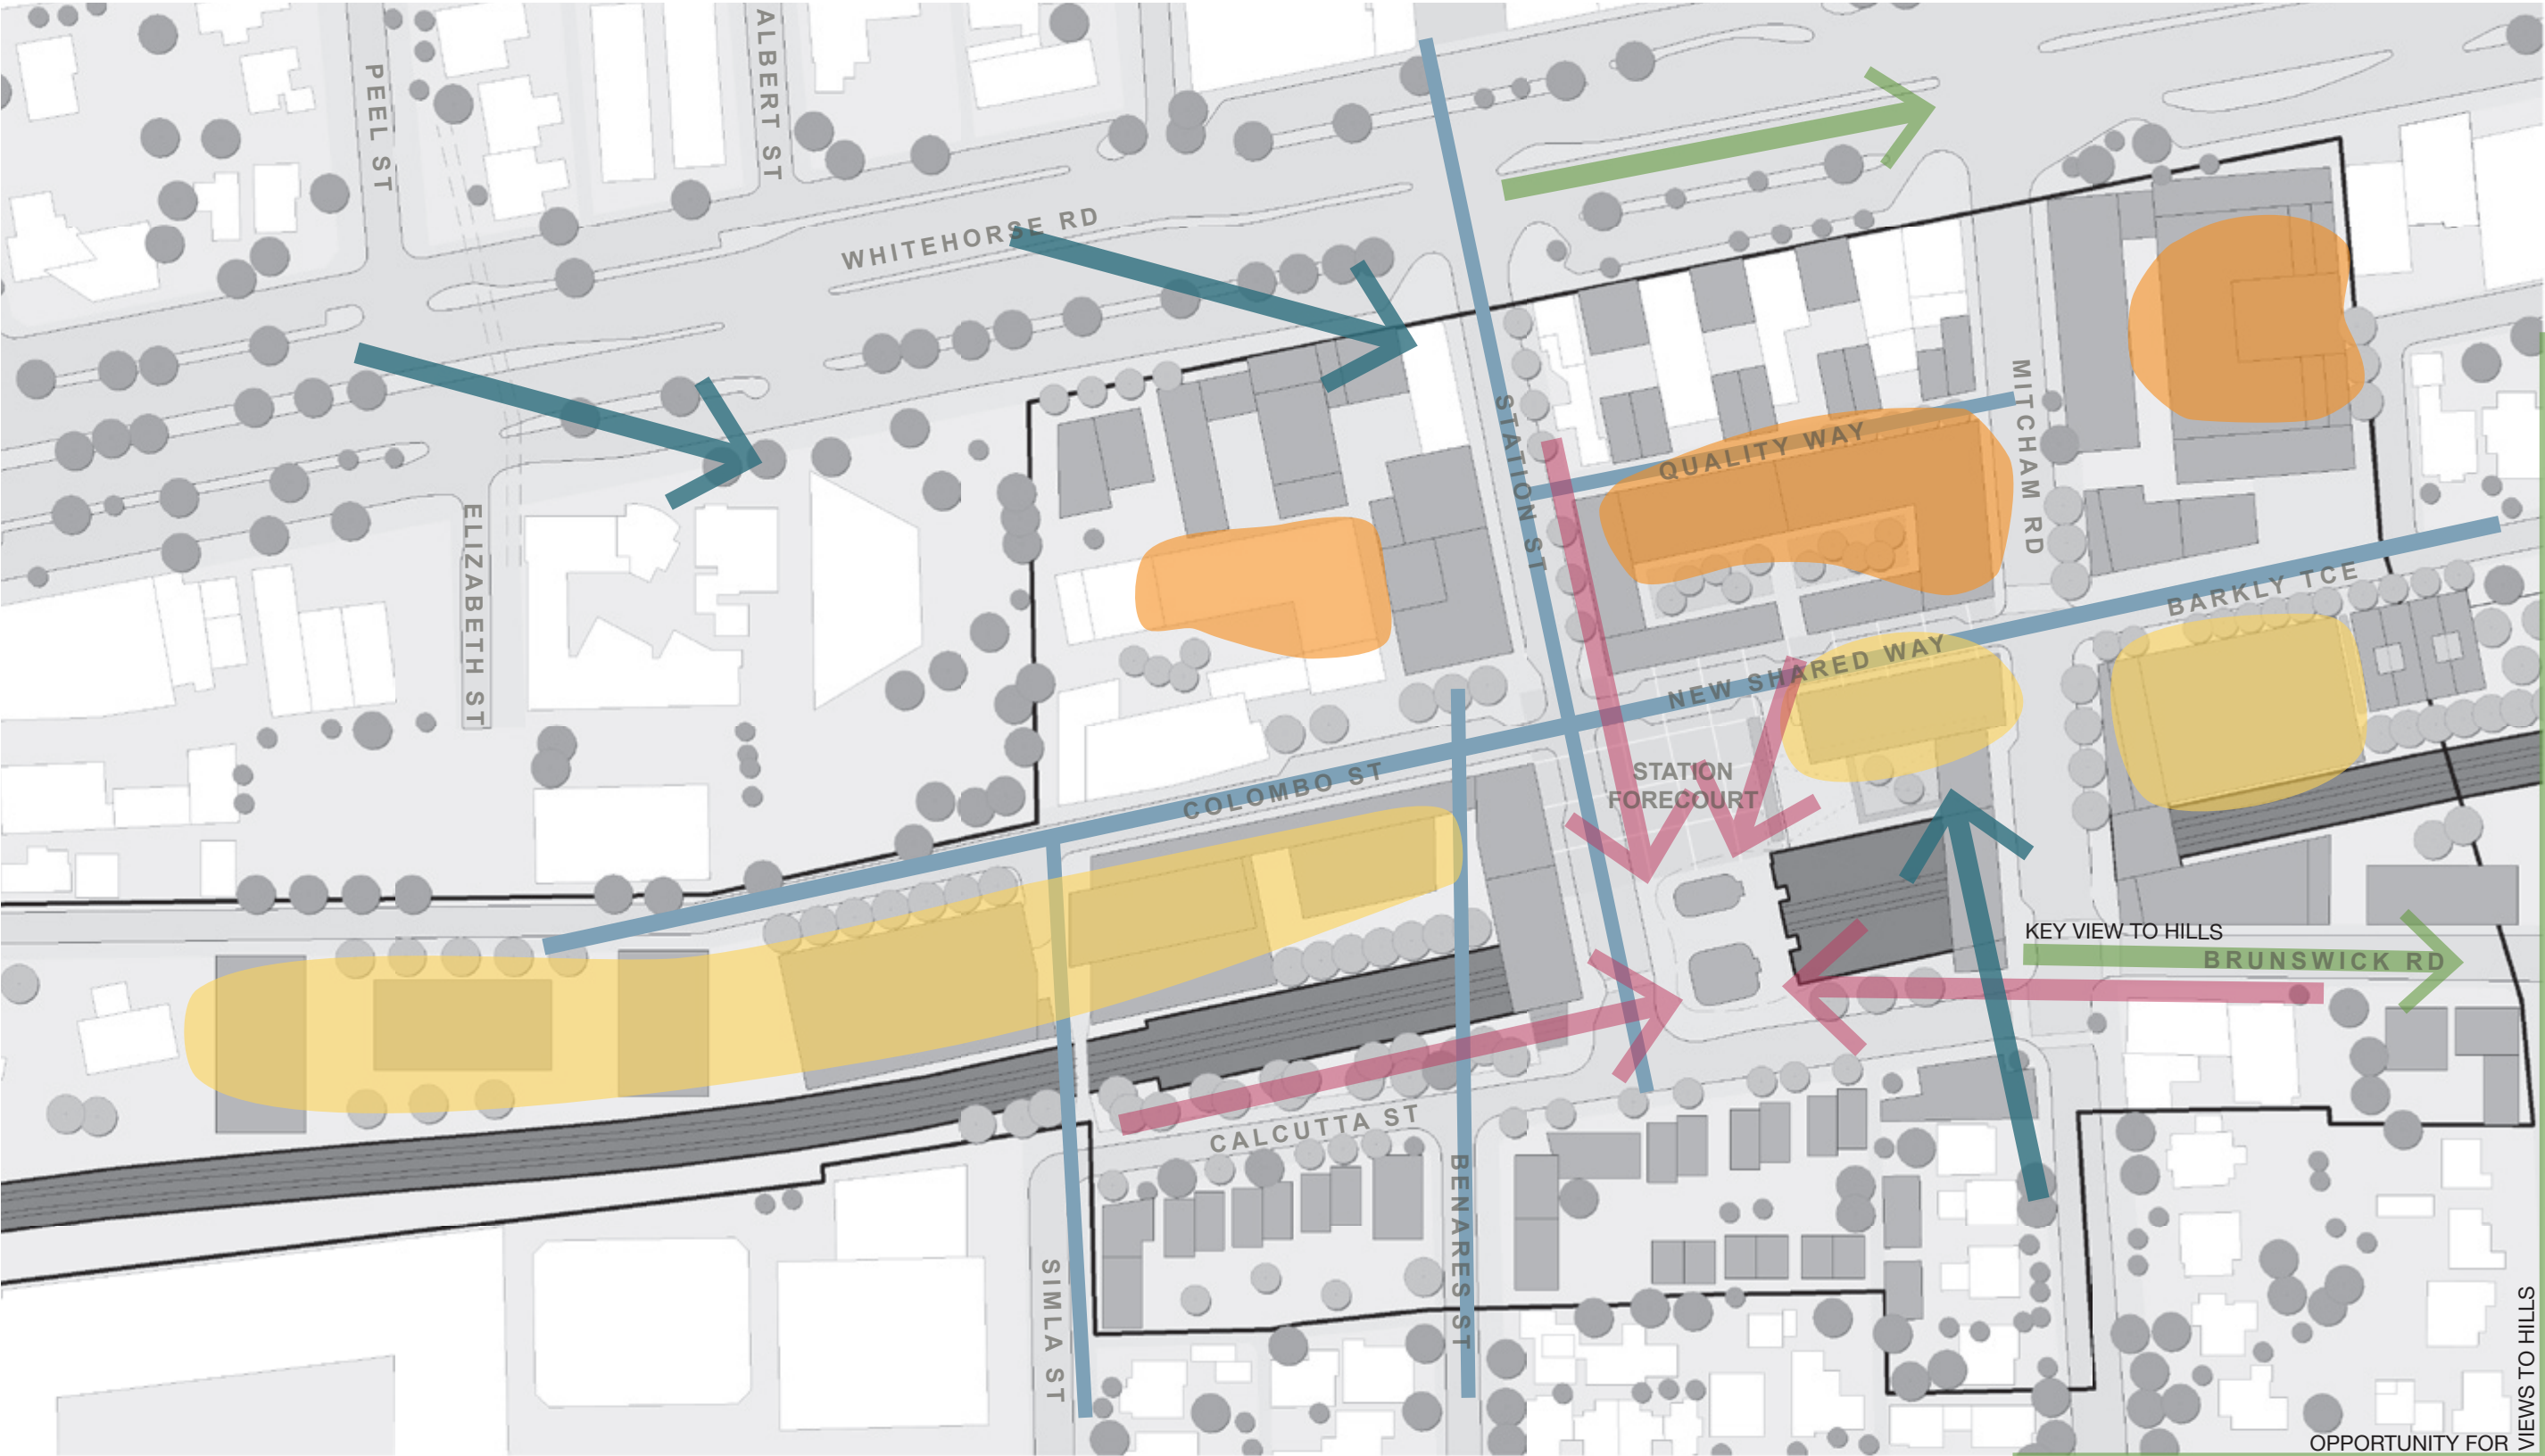 PEEL ST
ALBERT ST
WHITEHORSE RD
ELIZABETH ST
STATION ST
QUALITY WAY
MITCHAM RD
BARKLY TCE
NEW SHARED WAY
STATION
FORECOURT
COLOMBO ST
KEY VIEW TO HILLS
BRUNSWICK RD
CALCUTTA ST
BENARES ST
SIMLA ST
OPPORTUNITY FOR
VIEWS TO HILLS